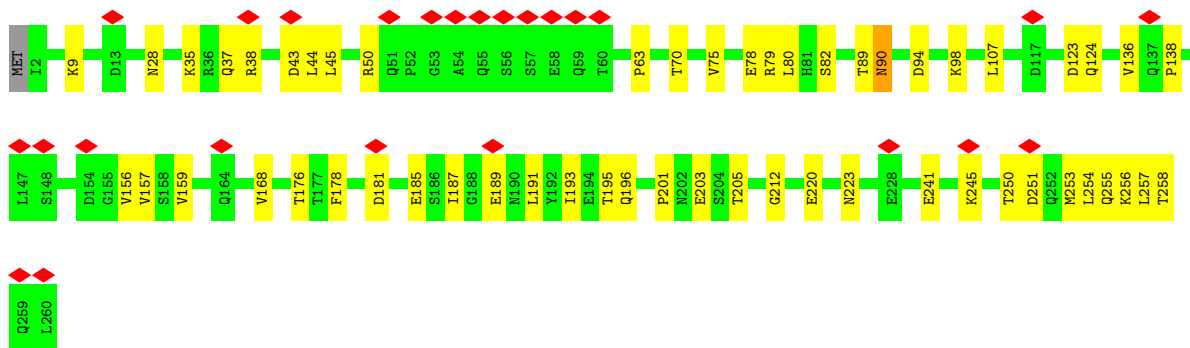 MET I2 K9 D13 N28 K35 R36 Q37 R38 D43 L44 L45 R50 Q51 P52 G53 A54 Q55 S56 S57 E58 Q59 T60 P63 T70 V75 E78 R79 L80 H81 S82 T89 N90 D94 K98 L107 D117 D123 Q124 V136 Q137 P138
L147 S148 D154 G155 V156 V157 S158 V159 Q164 V168 T176 T177 F178 D181 E185 S186 I187 G188 E189 N190 L191 Y192 I193 E194 T195 Q196 P201 N202 E203 S204 T205 G212 E220 N223 E228 E241 K245 T250 D251 Q252 M253 L254 Q255 K256 L257 T258
Q259 L260